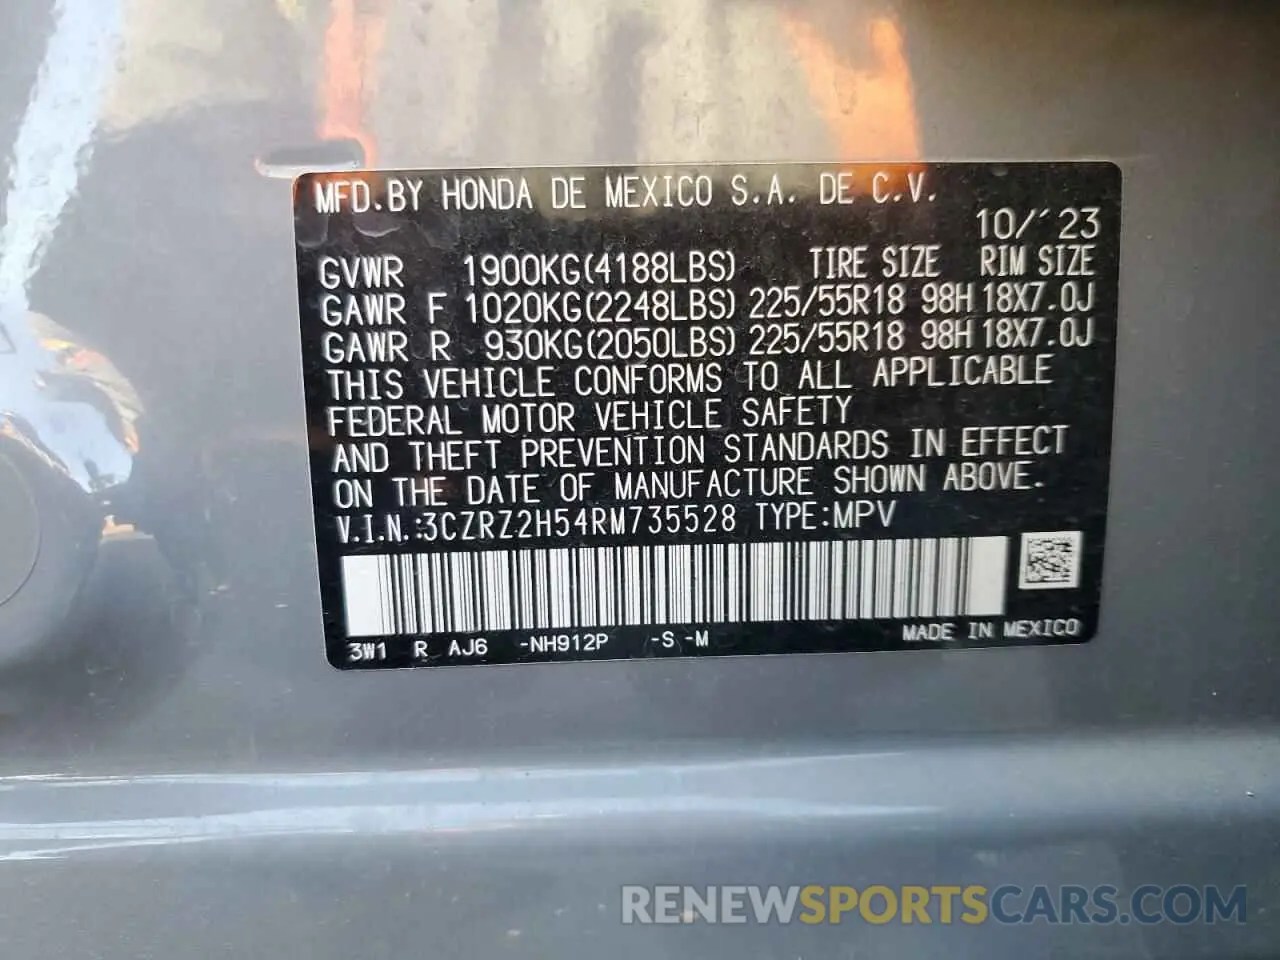 MFD.BY HONDA DE MEXICO S.A. DE C.V.
10/'23
GVWR 1900KG(4188LBS) TIRE SIZE RIM SIZE
GAWR F 1020KG(2248LBS) 225/55R18 98H 18X7.0J
GAWR R 930KG(2050LBS) 225/55R18 98H 18X7.0J
THIS VEHICLE CONFORMS TO ALL APPLICABLE
FEDERAL MOTOR VEHICLE SAFETY
AND THEFT PREVENTION STANDARDS IN EFFECT
ON THE DATE OF MANUFACTURE SHOWN ABOVE.
V.I.N.:3CZRZ2H54RM735528 TYPE:MPV
3W1 R AJ6 -NH912P -S -M MADE IN MEXICO
RENEWSPORTSCARS.COM